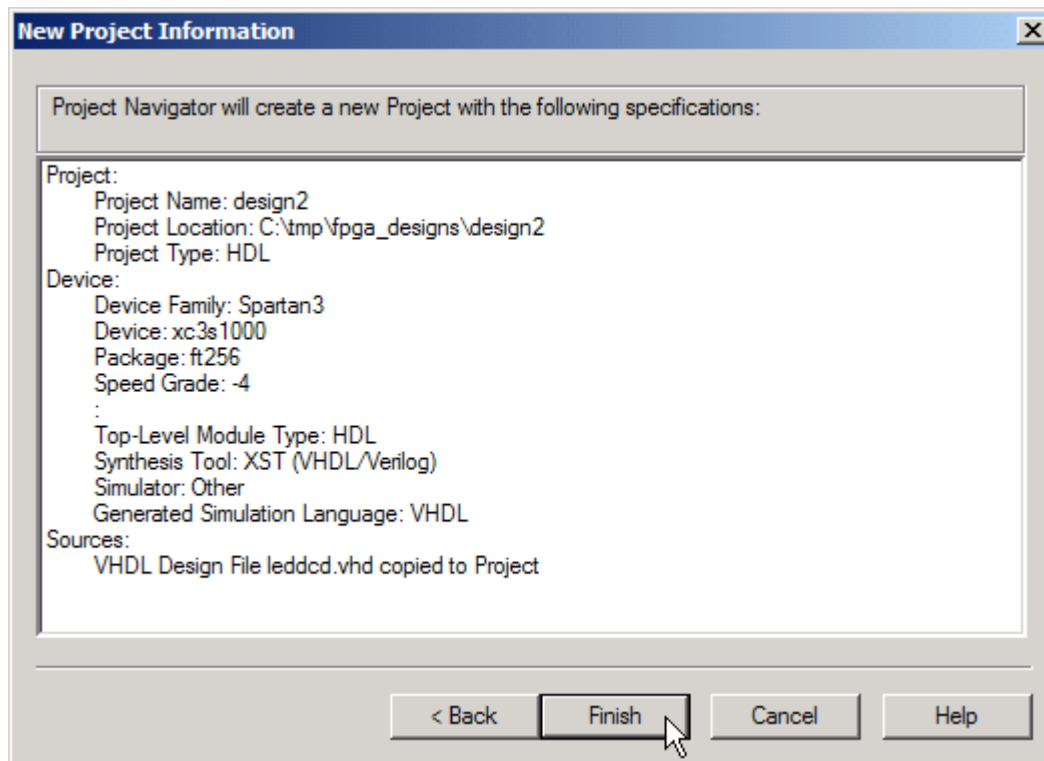 New Project Information
Project Navigator will create a new Project with the following specifications:
Project:
Project Name: design2
Project Location: C:\tmp\fpga_designs\design2
Project Type: HDL
Device:
Device Family: Spartan3
Device: xc3s1000
Package: ft256
Speed Grade: -4
:
Top-Level Module Type: HDL
Synthesis Tool: XST (VHDL/Verilog)
Simulator: Other
Generated Simulation Language: VHDL
Sources:
VHDL Design File leddcd.vhd copied to Project
< Back Finish Cancel Help